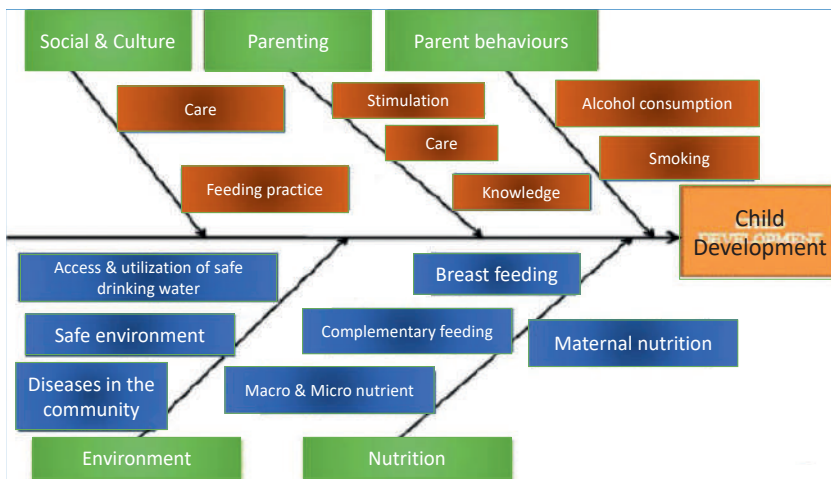 Social & Culture
Parenting
Parent behaviours
Care
Feeding practice
Stimulation
Care
Knowledge
Alcohol consumption
Smoking
Child
Development
DEVELOPMENT
Access & utilization of safe
drinking water
Safe environment
Diseases in the
community
Breast feeding
Complementary feeding
Macro & Micro nutrient
Maternal nutrition
Environment
Nutrition